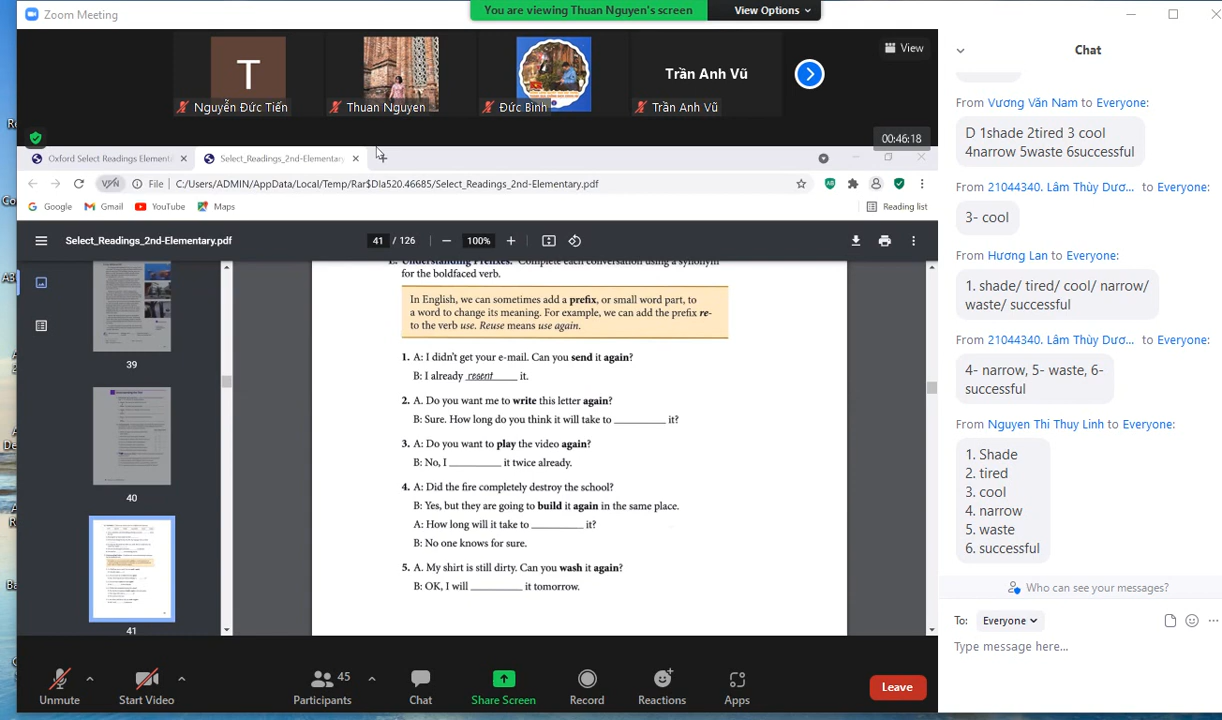 Zoom Meeting
You are viewing Thuan Nguyen's screen
View Options
T
Nguyễn Đức Tiến
Thuan Nguyen
Đức Bình
Trần Anh Vũ
Trần Anh Vũ
View
00:46:18
Oxford Select Readings Element
Select_Readings_2nd-Elementary.
VPN
File
C:/Users/ADMIN/AppData/Local/Temp/Rar$DIa520.46685/Select_Readings_2nd-Elementary.pdf
Google
Gmail
YouTube
Maps
Reading list
Select_Readings_2nd-Elementary.pdf
41 / 126
100%
39
40
41
E. Understanding Prefixes. Complete each conversation using a synonym
for the boldfaced verb.
In English, we can sometimes add a prefix, or small word part, to
a word to change its meaning. For example, we can add the prefix re-
to the verb use. Reuse means use again.
1. A: I didn't get your e-mail. Can you send it again?
B: I already resent it.
2. A. Do you want me to write this letter again?
B: Sure. How long do you think it will take to __________ it?
3. A: Do you want to play the video again?
B: No, I __________ it twice already.
4. A: Did the fire completely destroy the school?
B: Yes, but they are going to build it again in the same place.
A: How long will it take to __________ it?
B: No one knows for sure.
5. A. My shirt is still dirty. Can you wash it again?
B: OK, I will __________ it tomorrow.
Chat
From Vương Văn Nam to Everyone:
D 1shade 2tired 3 cool
4narrow 5waste 6successful
From 21044340. Lâm Thùy Dươ... to Everyone:
3- cool
From Hương Lan to Everyone:
1. shade/ tired/ cool/ narrow/
waste/ successful
From 21044340. Lâm Thùy Dươ... to Everyone:
4- narrow, 5- waste, 6-
successful
From Nguyen Thi Thuy Linh to Everyone:
1. Shade
2. tired
3. cool
4. narrow
5. waste
6. successful
Who can see your messages?
To: Everyone
Type message here...
Unmute
Start Video
45
Participants
Chat
Share Screen
Record
Reactions
Apps
Leave